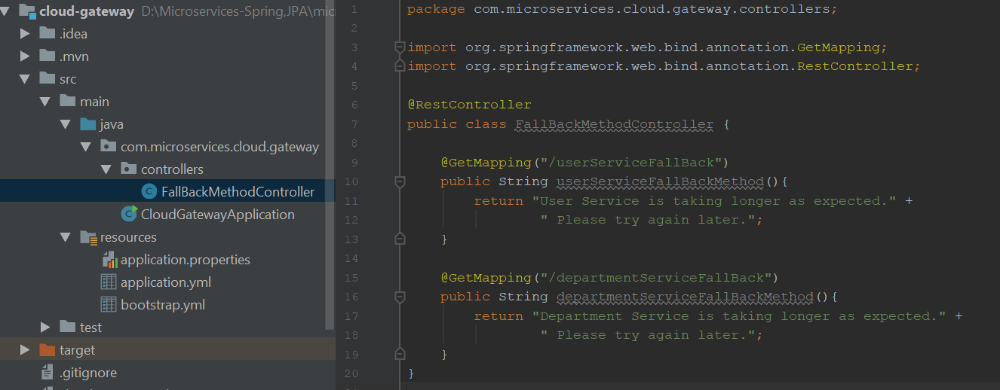 cloud-gateway D:\Microservices-SpringJPA\mic
.idea
.mvn
src
main
java
com.microservices.cloud.gateway
controllers
FallBackMethodController
CloudGatewayApplication
resources
application.properties
application.yml
bootstrap.yml
test
target
.gitignore
1 package com.microservices.cloud.gateway.controllers;
2
3 import org.springframework.web.bind.annotation.GetMapping;
4 import org.springframework.web.bind.annotation.RestController;
5
6 @RestController
7 public class FallBackMethodController {
8
9 @GetMapping("/userServiceFallBack")
10 public String userServiceFallBackMethod(){
11 return "User Service is taking longer as expected." +
12 " Please try again later.";
13 }
14
15 @GetMapping("/departmentServiceFallBack")
16 public String departmentServiceFallBackMethod(){
17 return "Department Service is taking longer as expected." +
18 " Please try again later.";
19 }
20 }